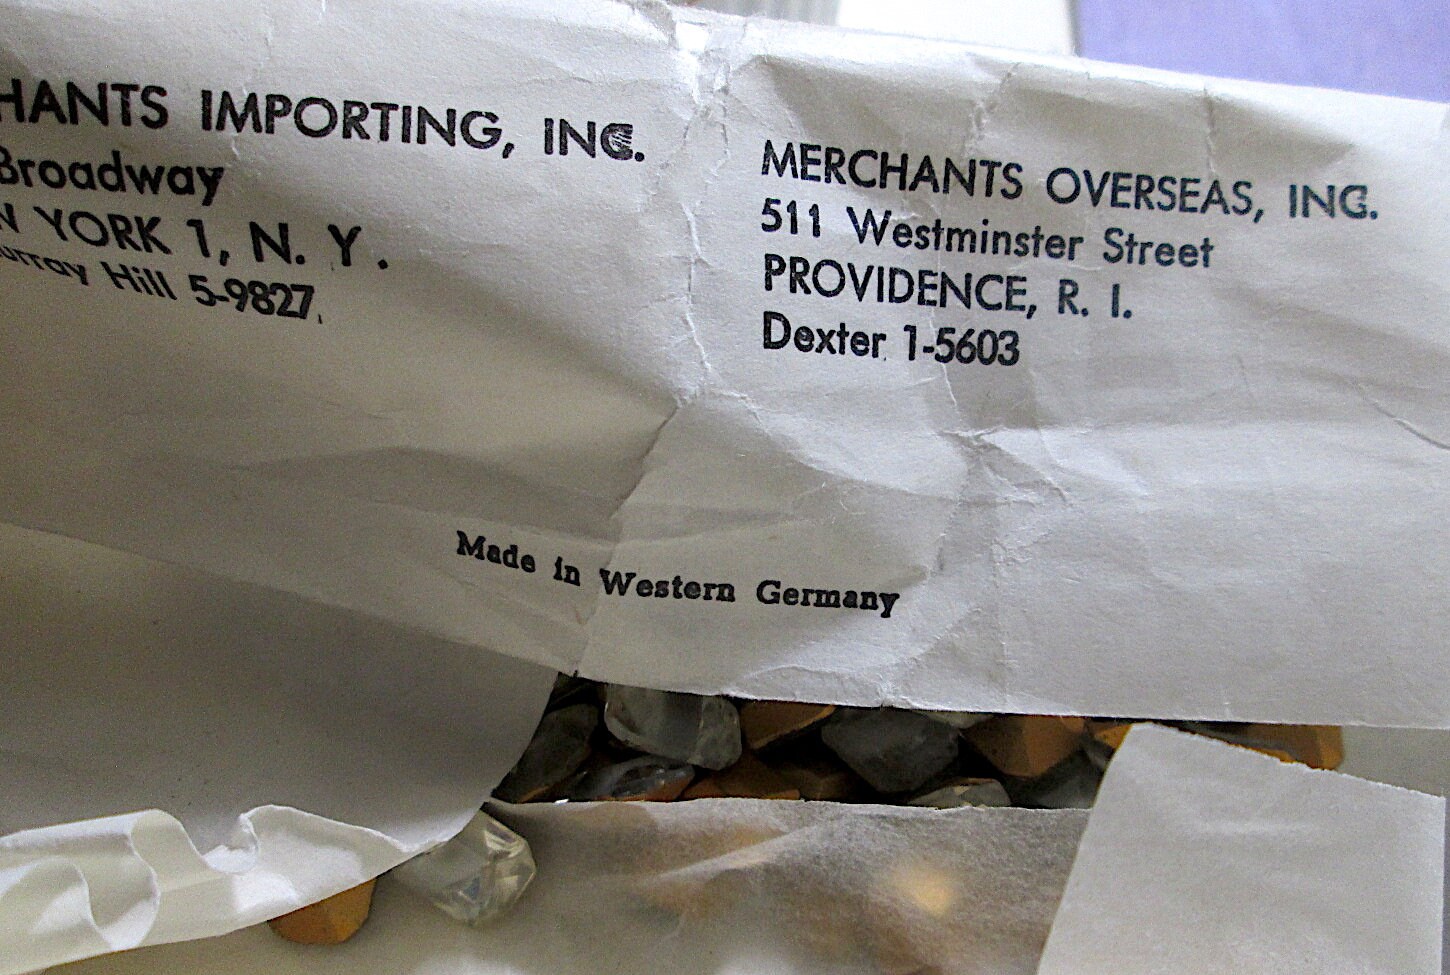 HANTS IMPORTING, INC.
Broadway
YORK 1, N. Y.
urray Hill 5-9827
MERCHANTS OVERSEAS, INC.
511 Westminster Street
PROVIDENCE, R. I.
Dexter 1-5603
Made in Western Germany